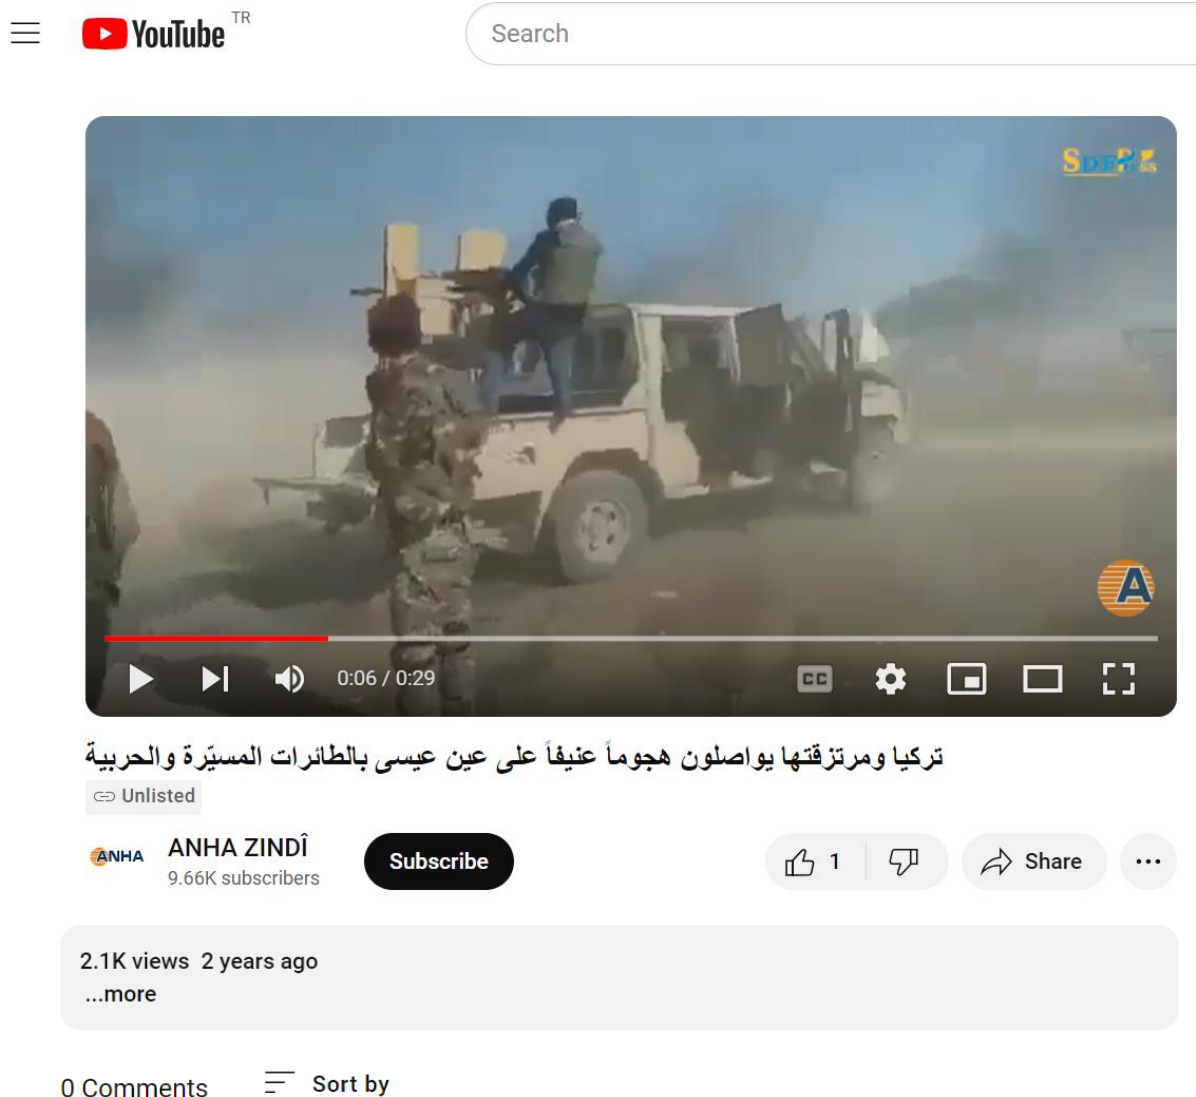 YouTube TR
Search
SDF Press
A
0:06 / 0:29
CC
تركيا ومرتزقتها يواصلون هجوماً عنيفاً على عين عيسى بالطائرات المسيّرة والحربية
Unlisted
ANHA
ANHA ZINDÎ
9.66K subscribers
Subscribe
1
Share
2.1K views 2 years ago
...more
0 Comments
Sort by